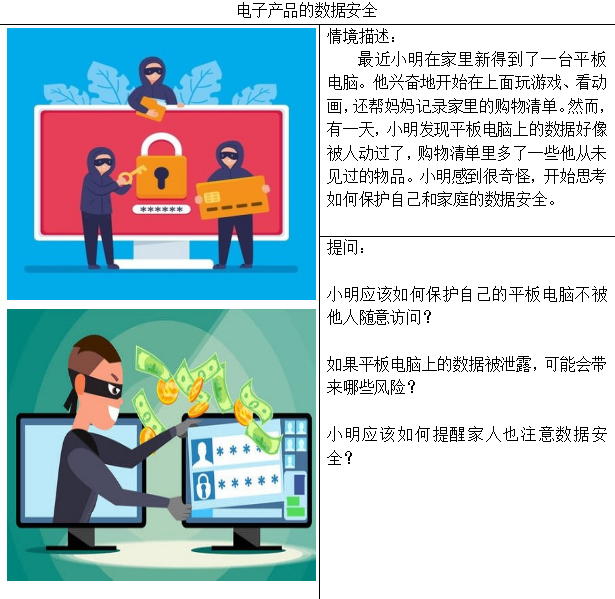 电子产品的数据安全
情境描述：
最近小明在家里新得到了一台平板
电脑。他兴奋地开始在上面玩游戏、看动
画，还帮妈妈记录家里的购物清单。然而，
有一天，小明发现平板电脑上的数据好像
被人动过了，购物清单里多了一些他从未
见过的物品。小明感到很奇怪，开始思考
如何保护自己和家庭的数据安全。
******
提问：
小明应该如何保护自己的平板电脑不被
他人随意访问？
如果平板电脑上的数据被泄露，可能会带
来哪些风险？
小明应该如何提醒家人也注意数据安
全？
****
*****